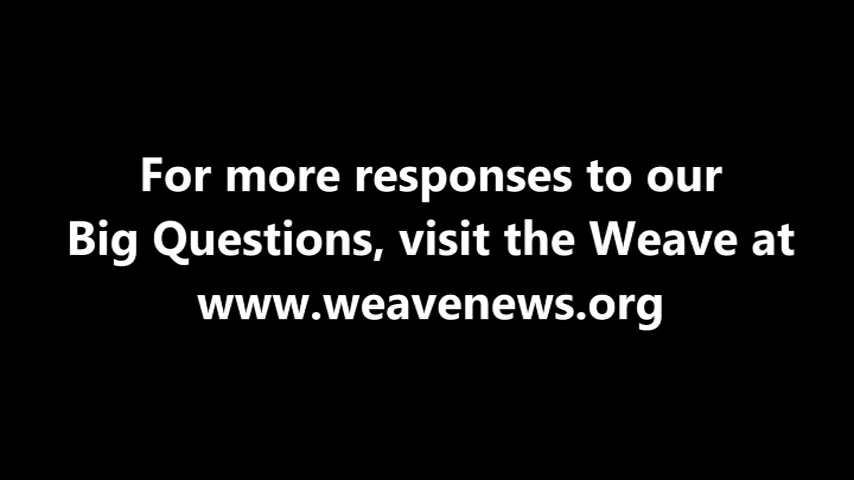 For more responses to our
Big Questions, visit the Weave at
www.weavenews.org